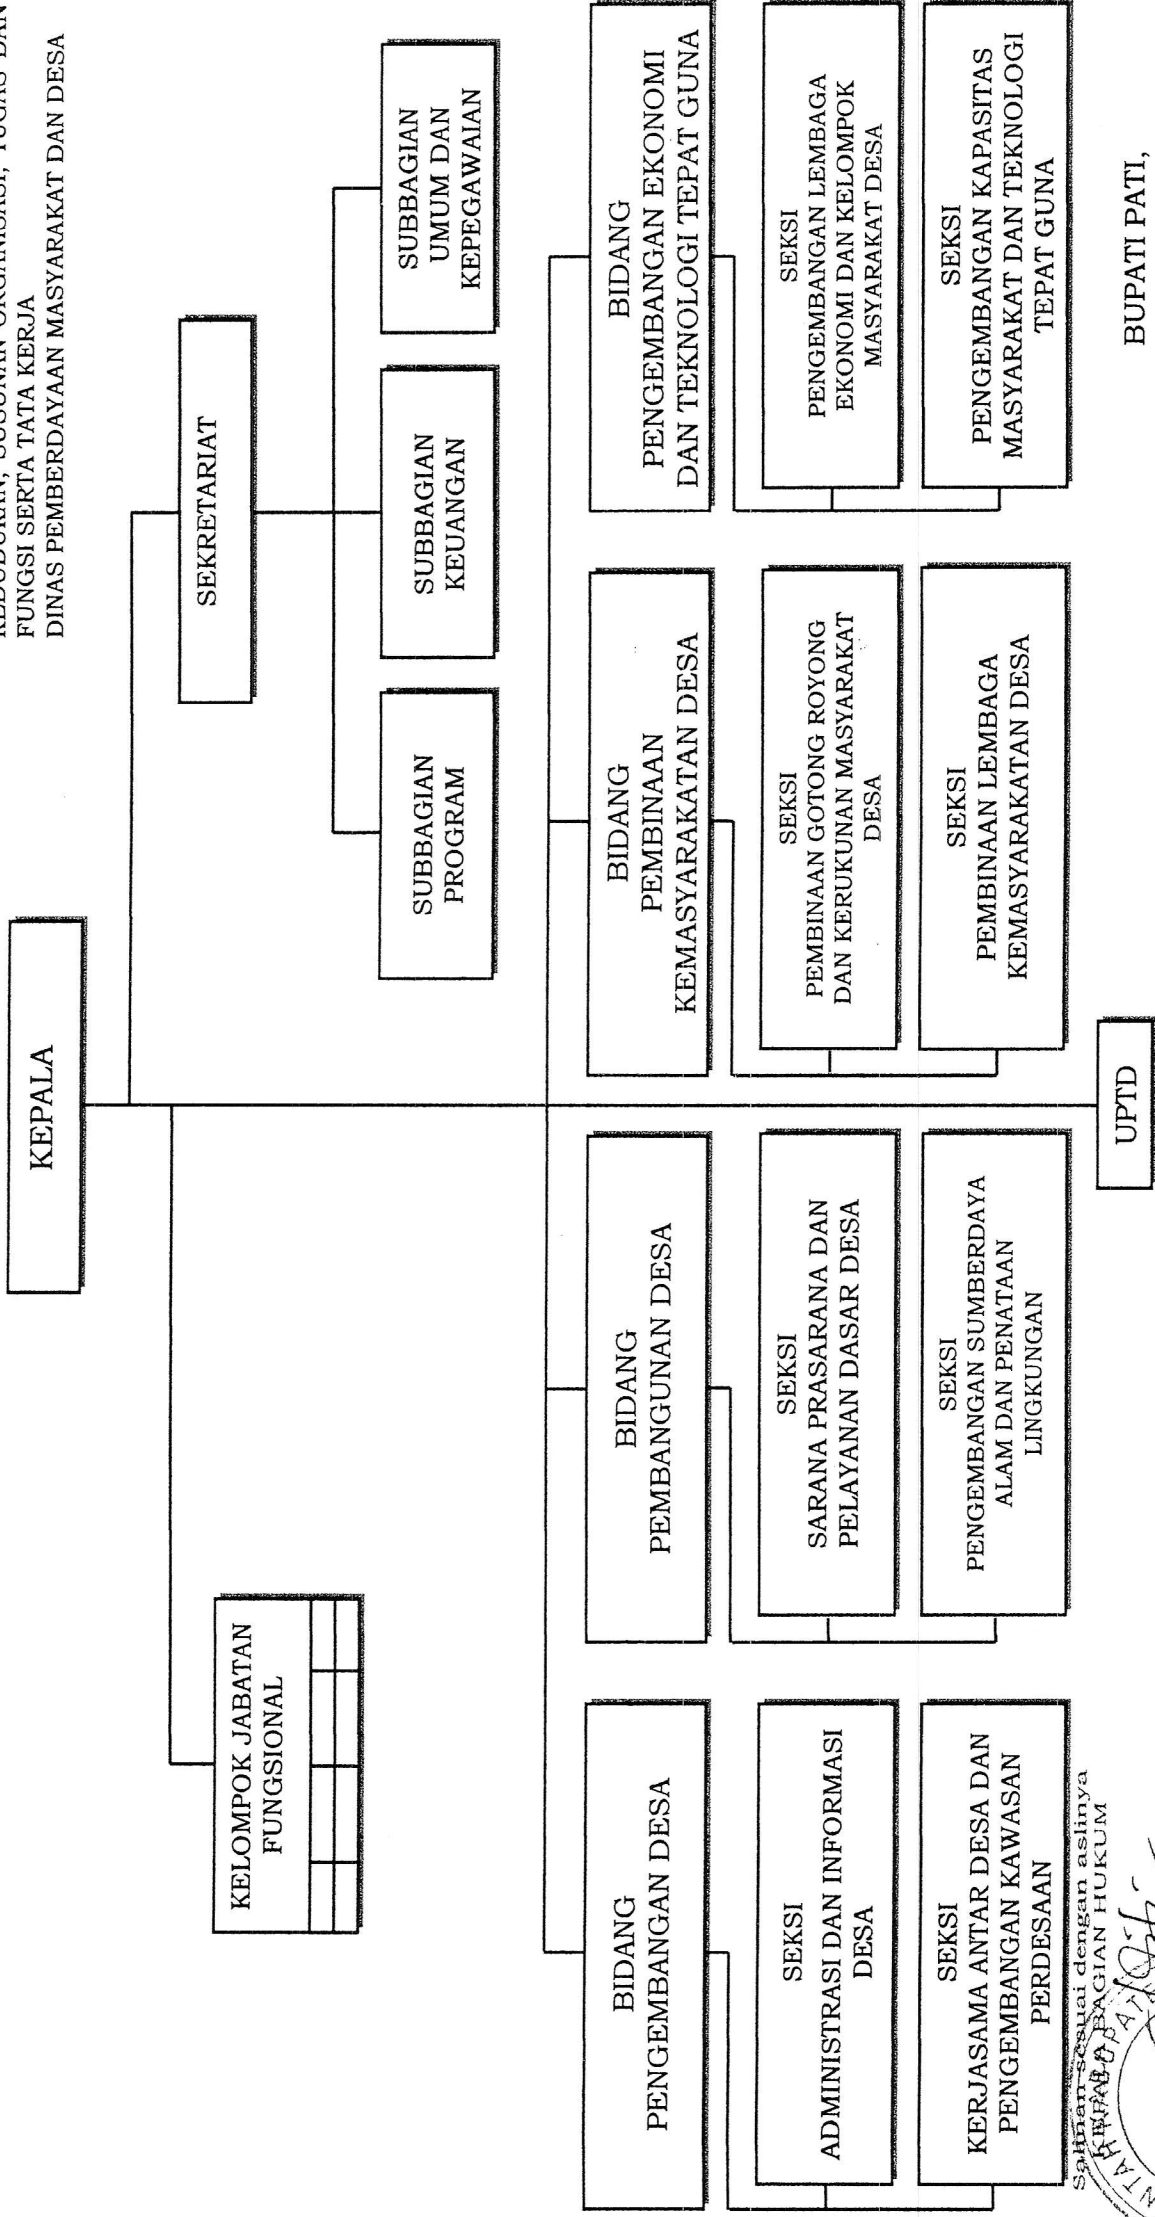 FUNGSI SERTA TATA KERJA
DINAS PEMBERDAYAAN MASYARAKAT DAN DESA
KEPALA
SEKRETARIAT
KELOMPOK JABATAN
FUNGSIONAL
SUBBAGIAN
PROGRAM
SUBBAGIAN
KEUANGAN
SUBBAGIAN
UMUM DAN
KEPEGAWAIAN
BIDANG
PENGEMBANGAN DESA
BIDANG
PEMBANGUNAN DESA
BIDANG
PEMBINAAN
KEMASYARAKATAN DESA
BIDANG
PENGEMBANGAN EKONOMI
DAN TEKNOLOGI TEPAT GUNA
SEKSI
ADMINISTRASI DAN INFORMASI
DESA
SEKSI
SARANA PRASARANA DAN
PELAYANAN DASAR DESA
SEKSI
PEMBINAAN GOTONG ROYONG
DAN KERUKUNAN MASYARAKAT
DESA
SEKSI
PENGEMBANGAN LEMBAGA
EKONOMI DAN KELOMPOK
MASYARAKAT DESA
SEKSI
KERJASAMA ANTAR DESA DAN
PENGEMBANGAN KAWASAN
PERDESAAN
SEKSI
PENGEMBANGAN SUMBERDAYA
ALAM DAN PENATAAN
LINGKUNGAN
SEKSI
PEMBINAAN LEMBAGA
KEMASYARAKATAN DESA
SEKSI
PENGEMBANGAN KAPASITAS
MASYARAKAT DAN TEKNOLOGI
TEPAT GUNA
UPTD
BUPATI PATI,
Salinan sesuai dengan aslinya
KEPALA BAGIAN HUKUM